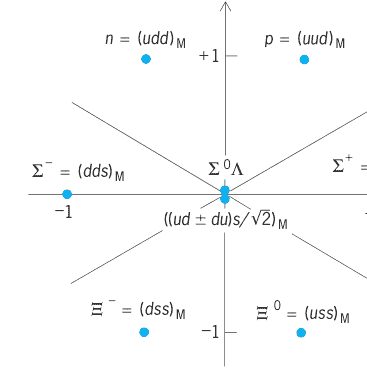 n = (udd)M
p = (uud)M
+1
Σ⁰Λ
Σ⁻ = (dds)M
Σ⁺ =
−1
((ud ± du)s/√2)M
Ξ⁻ = (dss)M
Ξ⁰ = (uss)M
−1